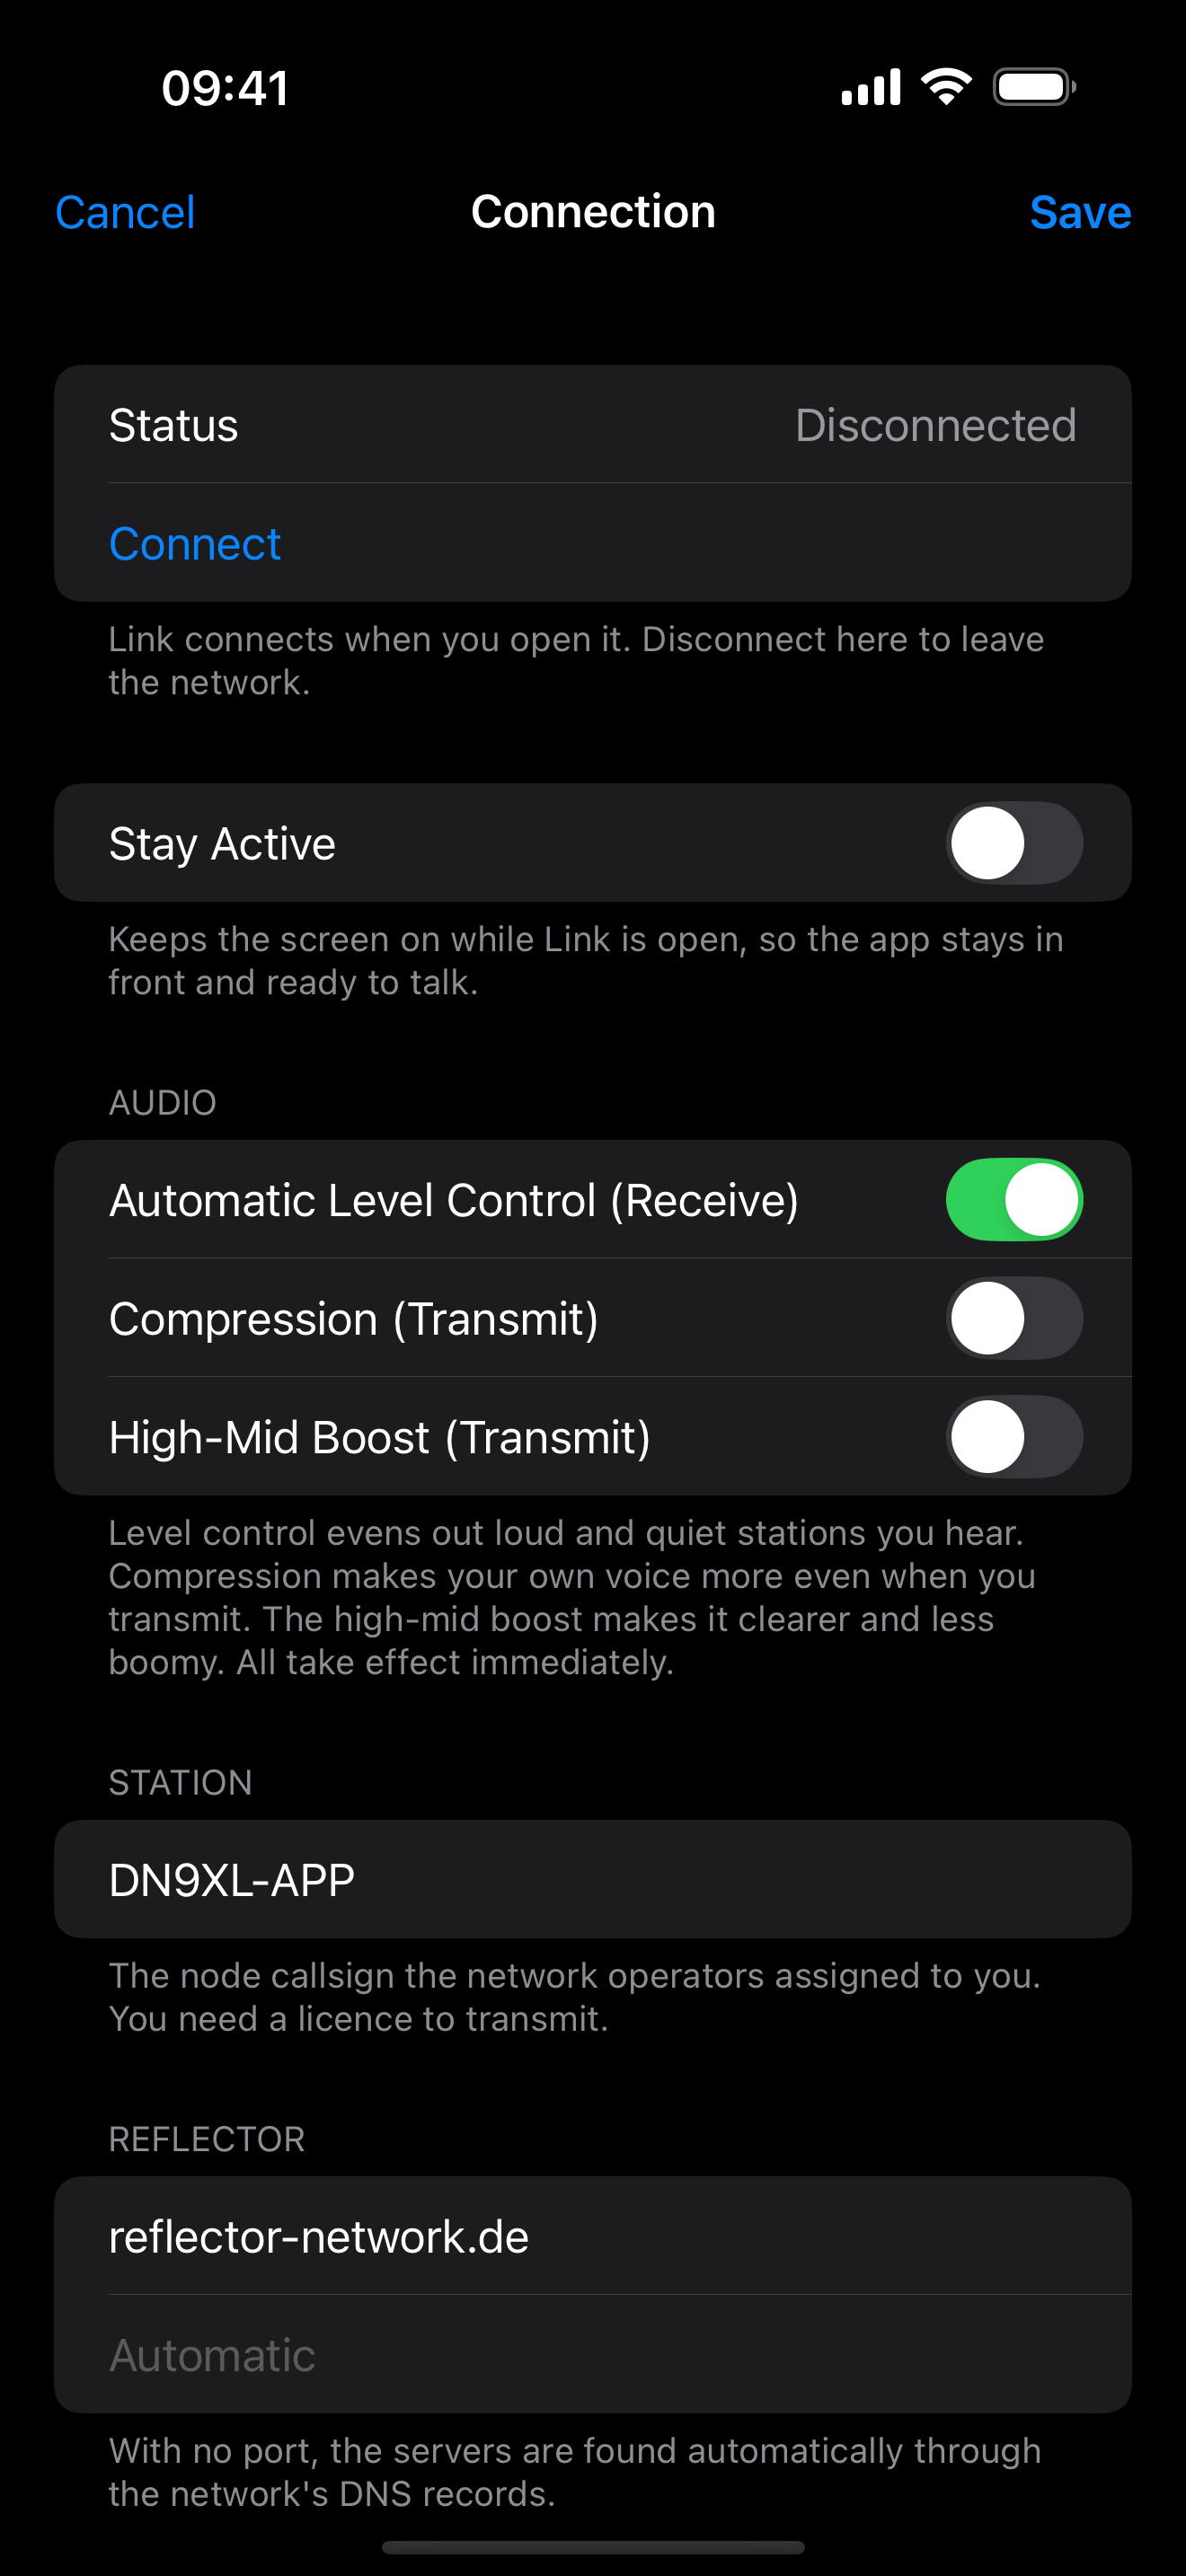 09:41
Cancel
Connection
Save
Status
Disconnected
Connect
Link connects when you open it. Disconnect here to leave
the network.
Stay Active
Keeps the screen on while Link is open, so the app stays in
front and ready to talk.
AUDIO
Automatic Level Control (Receive)
Compression (Transmit)
High-Mid Boost (Transmit)
Level control evens out loud and quiet stations you hear.
Compression makes your own voice more even when you
transmit. The high-mid boost makes it clearer and less
boomy. All take effect immediately.
STATION
DN9XL-APP
The node callsign the network operators assigned to you.
You need a licence to transmit.
REFLECTOR
reflector-network.de
Automatic
With no port, the servers are found automatically through
the network's DNS records.